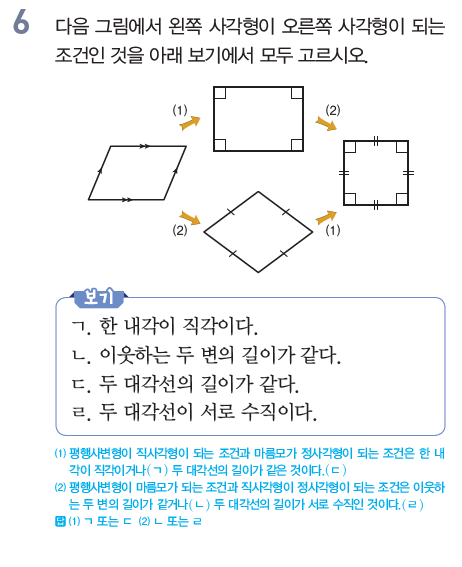 6 다음 그림에서 왼쪽 사각형이 오른쪽 사각형이 되는
조건인 것을 아래 보기에서 모두 고르시오.
(1) (2)
(2) (1)
보기
ㄱ. 한 내각이 직각이다.
ㄴ. 이웃하는 두 변의 길이가 같다.
ㄷ. 두 대각선의 길이가 같다.
ㄹ. 두 대각선이 서로 수직이다.
(1) 평행사변형이 직사각형이 되는 조건과 마름모가 정사각형이 되는 조건은 한 내
각이 직각이거나(ㄱ) 두 대각선의 길이가 같은 것이다.(ㄷ)
(2) 평행사변형이 마름모가 되는 조건과 직사각형이 정사각형이 되는 조건은 이웃하
는 두 변의 길이가 같거나(ㄴ) 두 대각선이 서로 수직인 것이다.(ㄹ)
답 (1) ㄱ 또는 ㄷ (2) ㄴ 또는 ㄹ